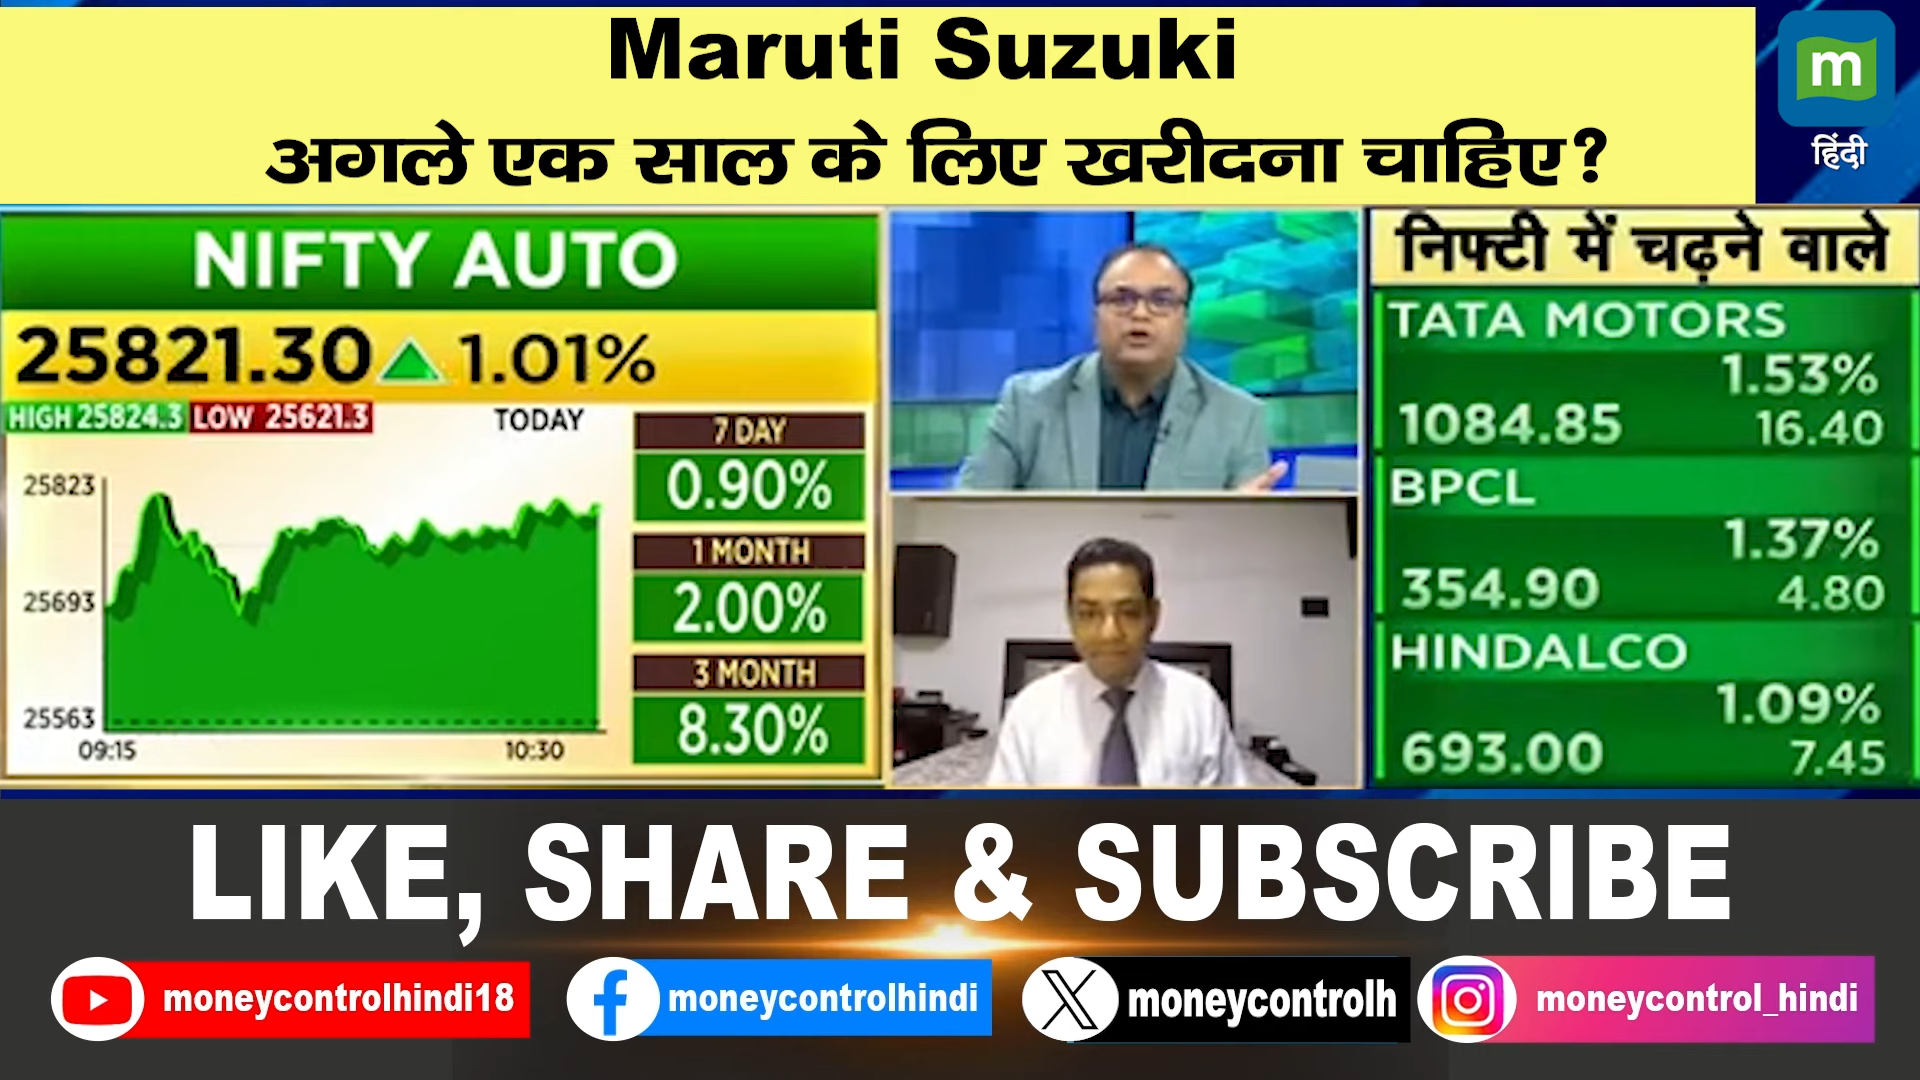 Maruti Suzuki
अगले एक साल के लिए खरीदना चाहिए?
m
हिंदी
NIFTY AUTO
25821.30 1.01%
HIGH 25824.3 LOW 25621.3
TODAY
25823
25693
25563
09:15 10:30
7 DAY
0.90%
1 MONTH
2.00%
3 MONTH
8.30%
निफ्टी में चढ़ने वाले
TATA MOTORS
1.53%
1084.85 16.40
BPCL
1.37%
354.90 4.80
HINDALCO
1.09%
693.00 7.45
LIKE, SHARE & SUBSCRIBE
moneycontrolhindi18
moneycontrolhindi
moneycontrolh
moneycontrol_hindi